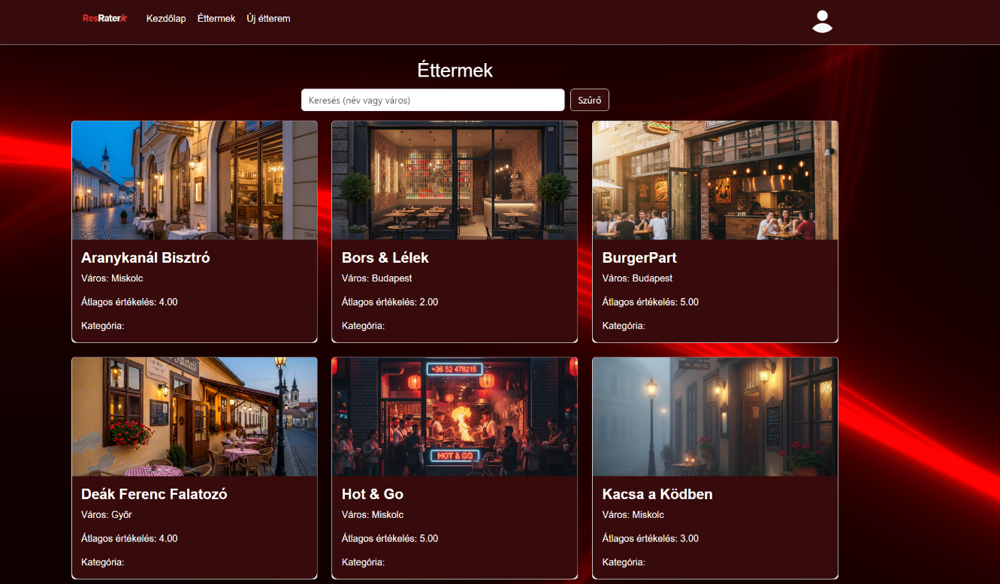 ResRater Kezdőlap Éttermek Új étterem
Éttermek
Keresés (név vagy város) Szűrő
Aranykanál Bisztró
Város: Miskolc
Átlagos értékelés: 4.00
Kategória:
Bors & Lélek
Város: Budapest
Átlagos értékelés: 2.00
Kategória:
BurgerPart
Város: Budapest
Átlagos értékelés: 5.00
Kategória:
Falatozó
Deák Ferenc Falatozó
Város: Győr
Átlagos értékelés: 4.00
Kategória:
+36 52 476215
HOT & GO
Hot & Go
Város: Miskolc
Átlagos értékelés: 5.00
Kategória:
Kacsa a Ködben
Város: Miskolc
Átlagos értékelés: 3.00
Kategória: